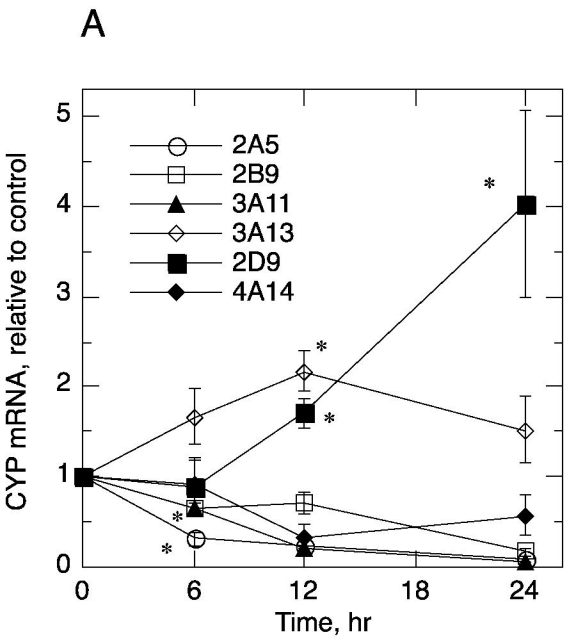 A
CYP mRNA, relative to control
5
4
3
2
1
0
2A5
2B9
3A11
3A13
2D9
4A14
*
*
*
*
*
0 6 12 18 24
Time, hr